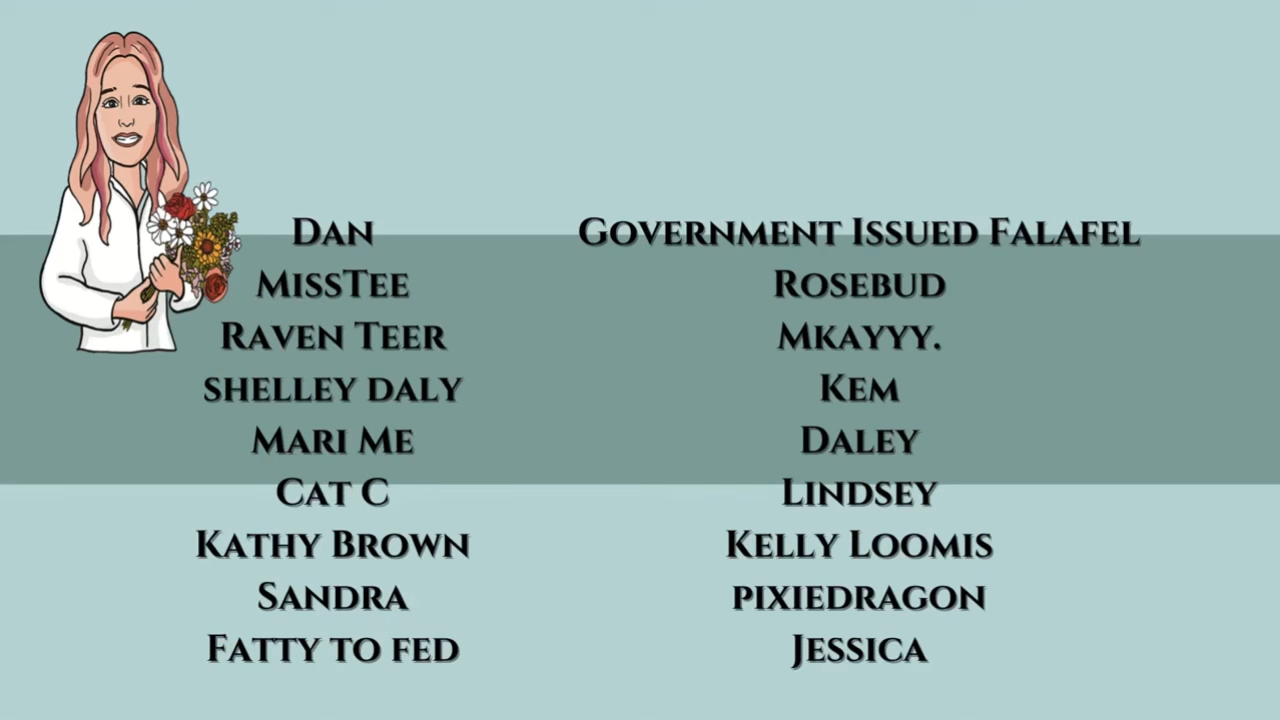 Dan
MissTee
Raven Teer
shelley daly
Mari Me
Cat C
Kathy Brown
Sandra
Fatty to fed
Government Issued Falafel
Rosebud
Mkayyy.
Kem
Daley
Lindsey
Kelly Loomis
pixiedragon
Jessica